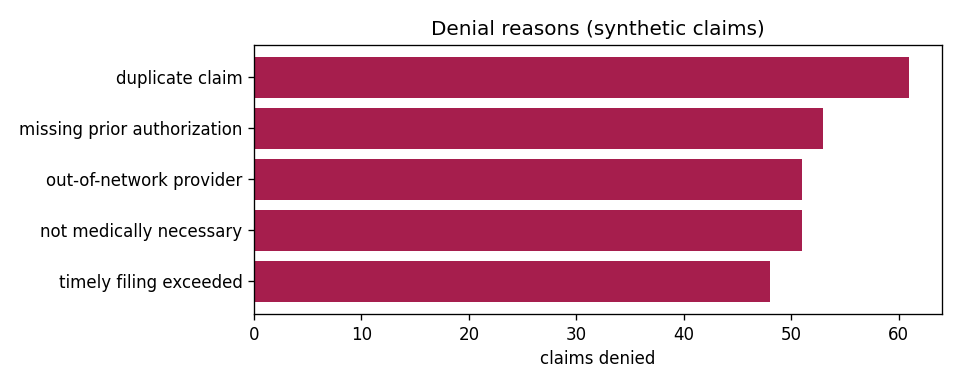 Denial reasons (synthetic claims)
duplicate claim
missing prior authorization
out-of-network provider
not medically necessary
timely filing exceeded
0 10 20 30 40 50 60
claims denied